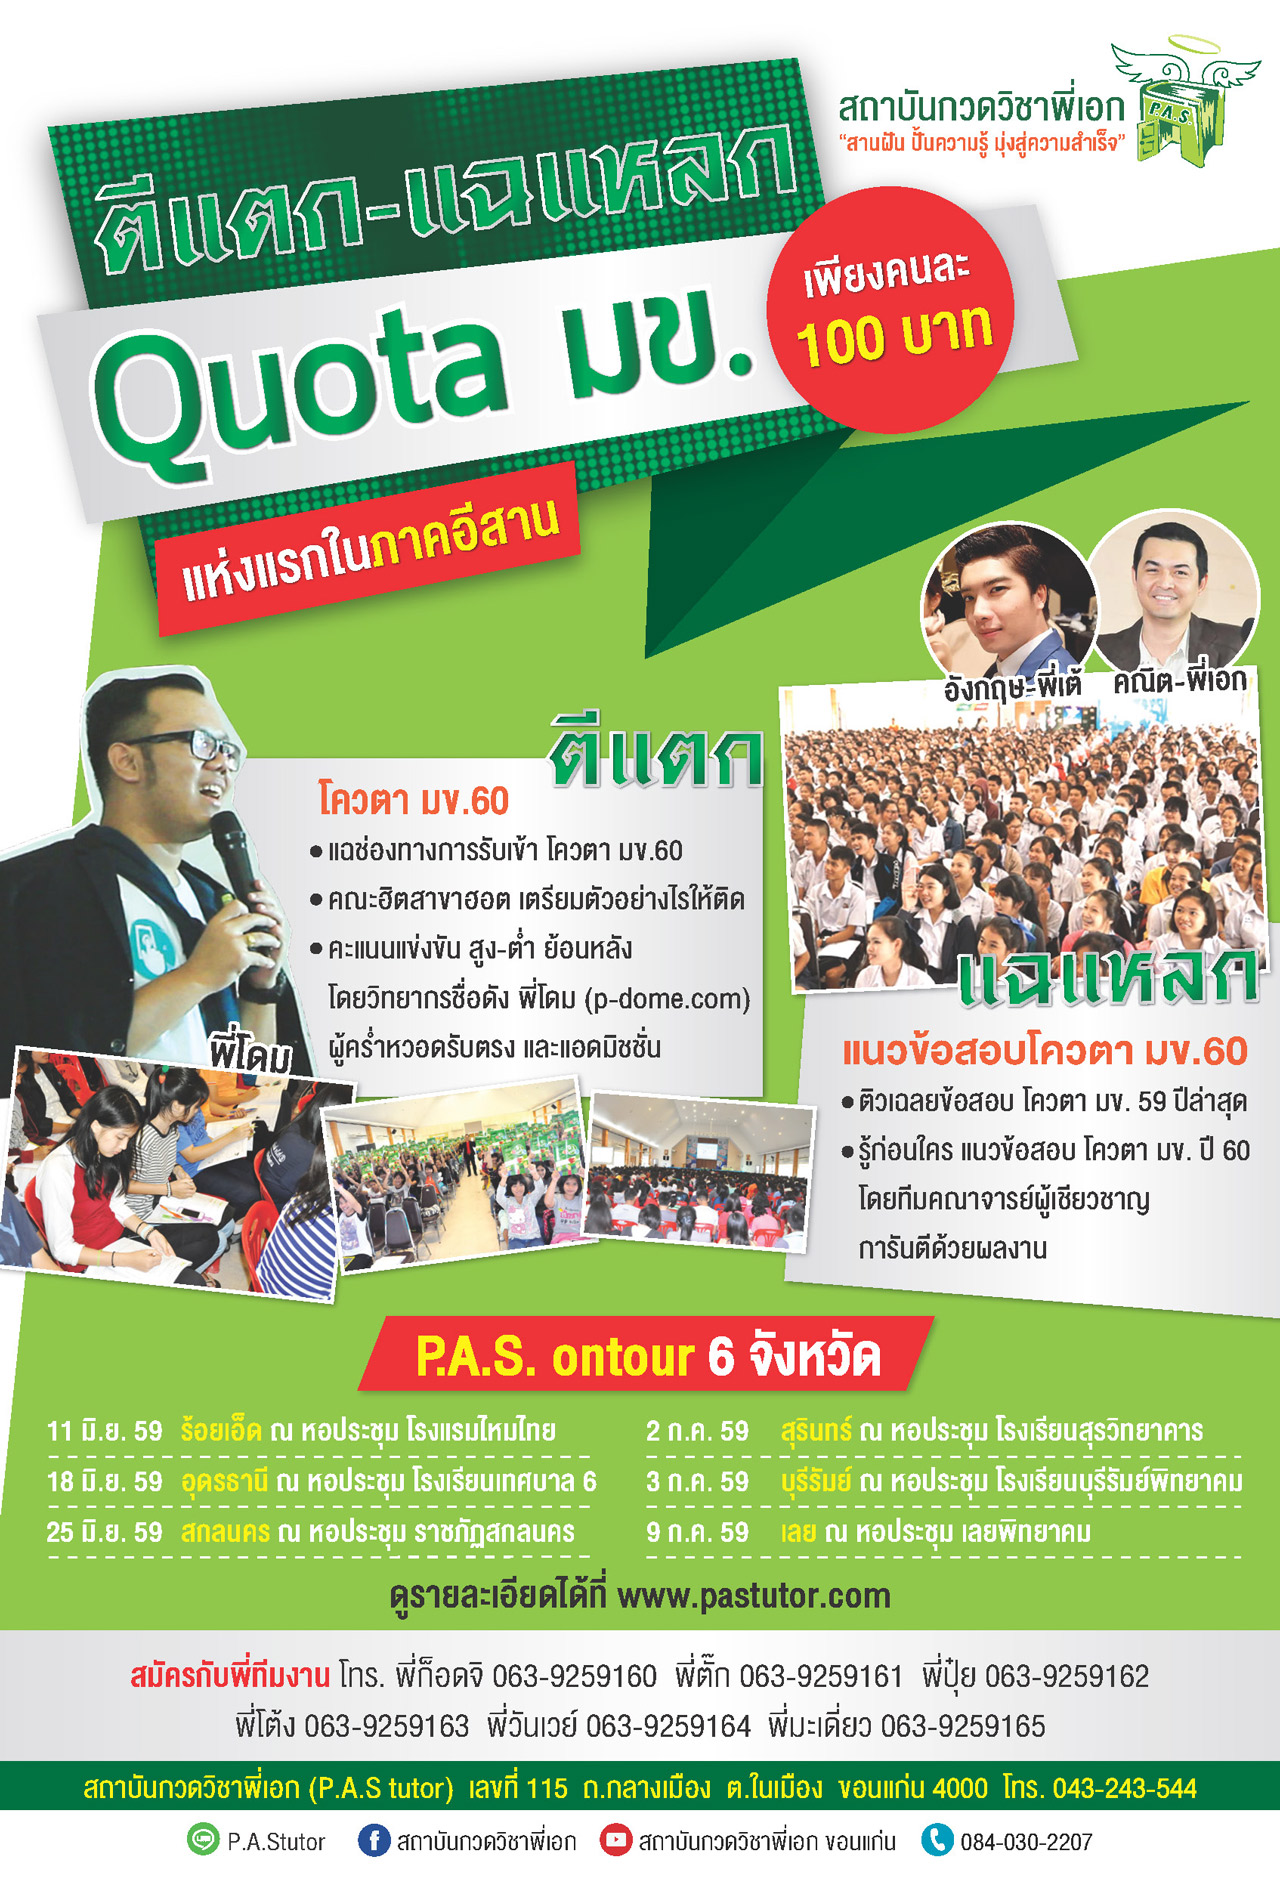 สถาบันกวดวิชาพี่เอก
"สานฝัน ปั้นความรู้ มุ่งสู่ความสำเร็จ"
P.A.S.
ตีแตก-แฉแหลก
Quota มข.
เพียงคนละ
100 บาท
แห่งแรกในภาคอีสาน
อังกฤษ-พี่เต้
คณิต-พี่เอก
ตีแตก
โควตา มข.60
• แฉช่องทางการรับเข้า โควตา มข.60
• คณะฮิตสาขาฮอต เตรียมตัวอย่างไรให้ติด
• คะแนนแข่งขัน สูง-ต่ำ ย้อนหลัง
โดยวิทยากรชื่อดัง พี่โดม (p-dome.com)
ผู้คร่ำหวอดรับตรง และแอดมิชชั่น
พี่โดม
แฉแหลก
แนวข้อสอบโควตา มข.60
• ติวเฉลยข้อสอบ โควตา มข. 59 ปีล่าสุด
• รู้ก่อนใคร แนวข้อสอบ โควตา มข. ปี 60
โดยทีมคณาจารย์ผู้เชียวชาญ
การันตีด้วยผลงาน
P.A.S. ontour 6 จังหวัด
11 มิ.ย. 59 ร้อยเอ็ด ณ หอประชุม โรงแรมไหมไทย
18 มิ.ย. 59 อุดรธานี ณ หอประชุม โรงเรียนเทศบาล 6
25 มิ.ย. 59 สกลนคร ณ หอประชุม ราชภัฏสกลนคร
2 ก.ค. 59 สุรินทร์ ณ หอประชุม โรงเรียนสุรวิทยาคาร
3 ก.ค. 59 บุรีรัมย์ ณ หอประชุม โรงเรียนบุรีรัมย์พิทยาคม
9 ก.ค. 59 เลย ณ หอประชุม เลยพิทยาคม
ดูรายละเอียดได้ที่ www.pastutor.com
สมัครกับพี่ทีมงาน โทร. พี่ก็อดจิ 063-9259160 พี่ตั๊ก 063-9259161 พี่ปุ๋ย 063-9259162
พี่โต้ง 063-9259163 พี่วันเวย์ 063-9259164 พี่มะเดี่ยว 063-9259165
สถาบันกวดวิชาพี่เอก (P.A.S tutor) เลขที่ 115 ถ.กลางเมือง ต.ในเมือง ขอนแก่น 4000 โทร. 043-243-544
P.A.Stutor สถาบันกวดวิชาพี่เอก สถาบันกวดวิชาพี่เอก ขอนแก่น 084-030-2207